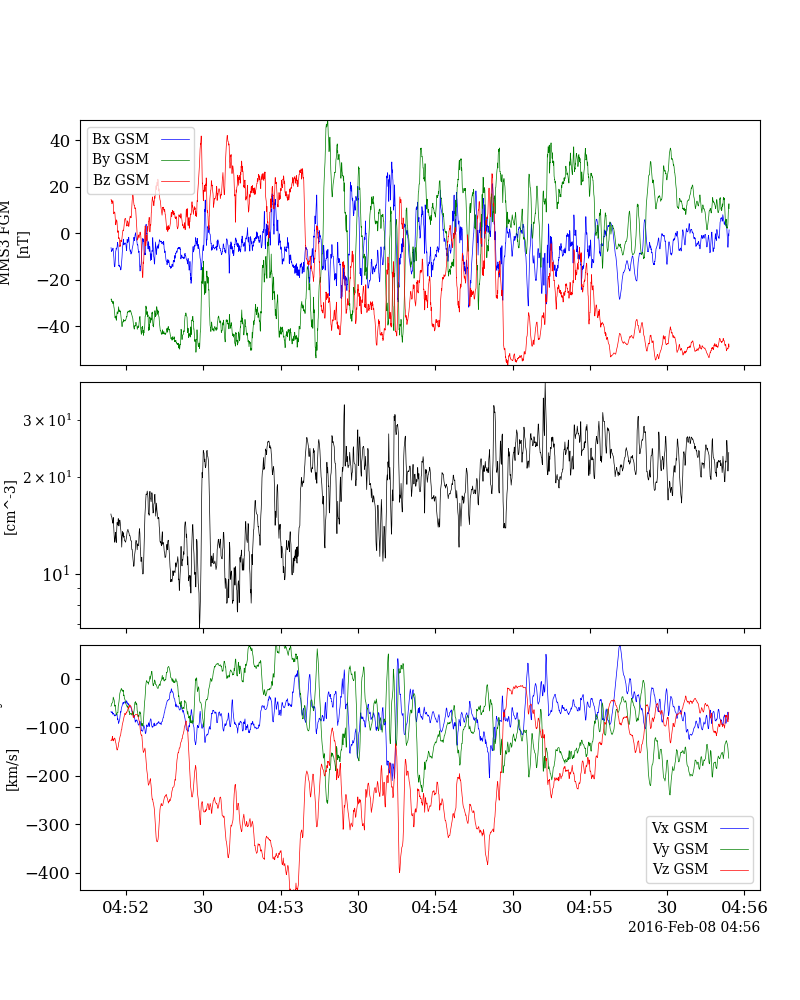 Bx GSM
By GSM
Bz GSM
40
20
0
−20
−40
MMS3 FGM
[nT]
3 × 10¹
2 × 10¹
10¹
[cm^-3]
0
−100
−200
−300
−400
[km/s]
Vx GSM
Vy GSM
Vz GSM
04:52
30
04:53
30
04:54
30
04:55
30
04:56
2016-Feb-08 04:56